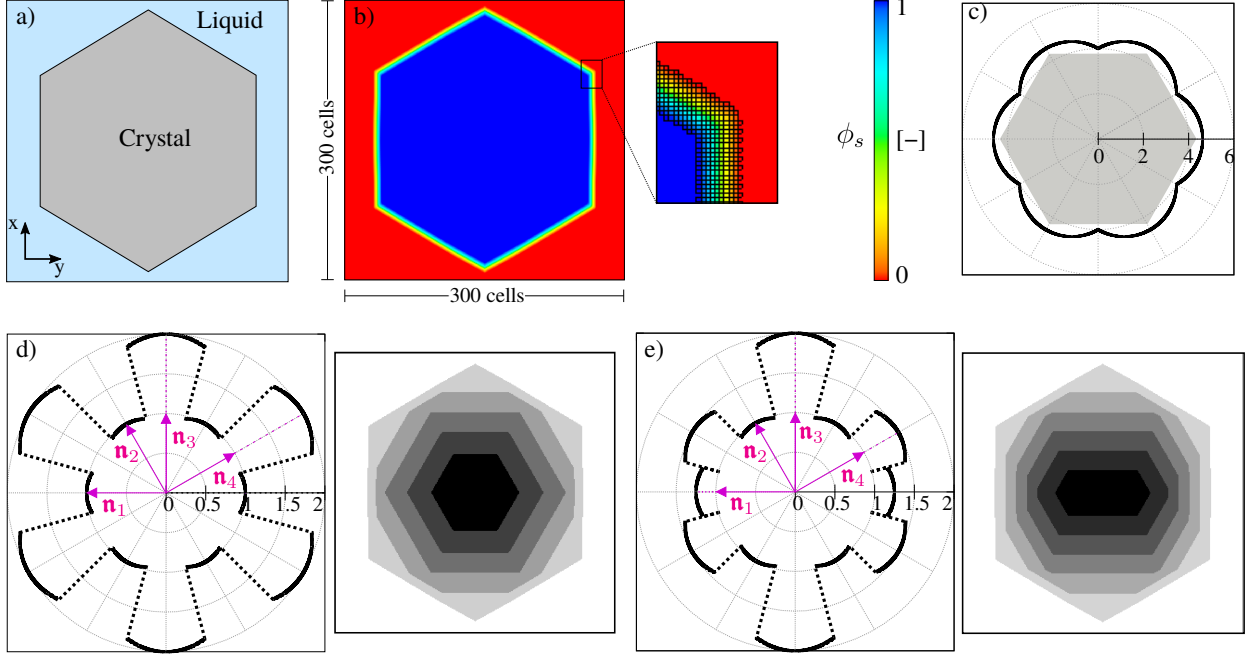 a)
Liquid
Crystal
x
y
b)
300 cells
300 cells
1
ϕₛ [–]
0
c)
0 2 4 6
d)
𝖓₁
𝖓₂
𝖓₃
𝖓₄
0 0.5 1 1.5 2
e)
𝖓₁
𝖓₂
𝖓₃
𝖓₄
0 0.5 1 1.5 2